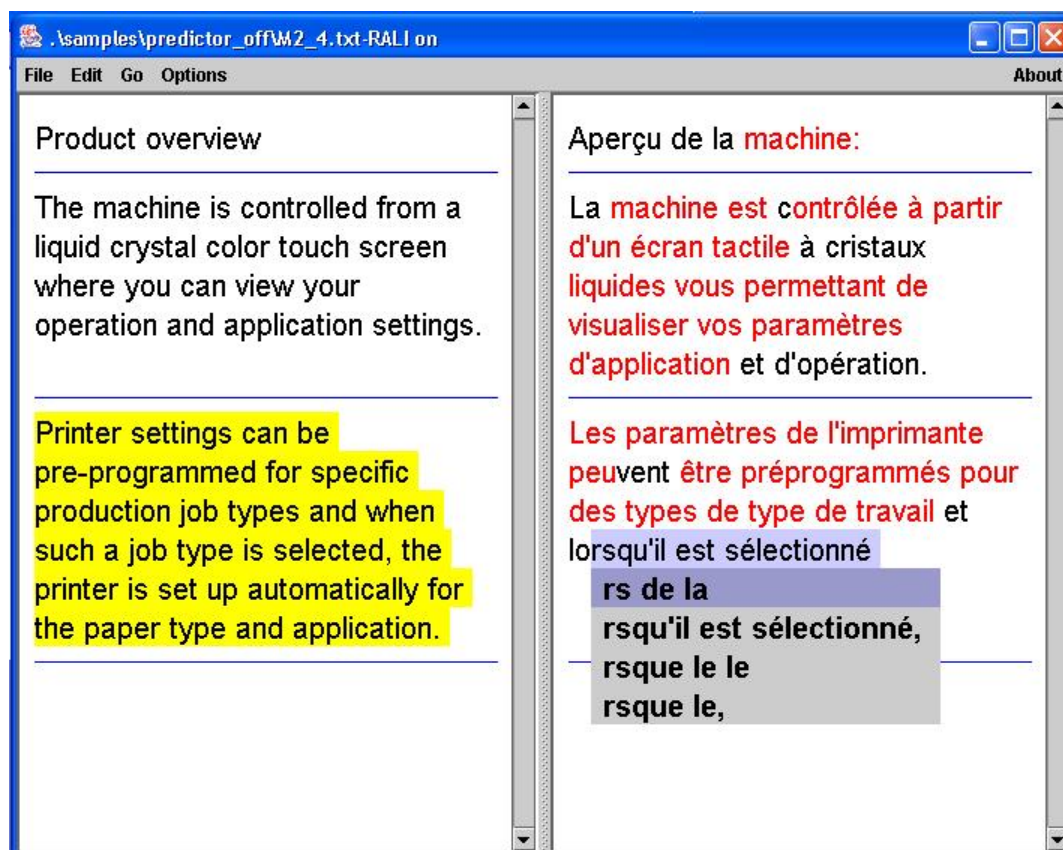 .\samples\predictor_off\M2_4.txt-RALI on
File Edit Go Options About
Product overview
The machine is controlled from a
liquid crystal color touch screen
where you can view your
operation and application settings.
Printer settings can be
pre-programmed for specific
production job types and when
such a job type is selected, the
printer is set up automatically for
the paper type and application.
Aperçu de la machine:
La machine est contrôlée à partir
d'un écran tactile à cristaux
liquides vous permettant de
visualiser vos paramètres
d'application et d'opération.
Les paramètres de l'imprimante
peuvent être préprogrammés pour
des types de type de travail et
lorsqu'il est sélectionné
rs de la
rsqu'il est sélectionné,
rsque le le
rsque le,